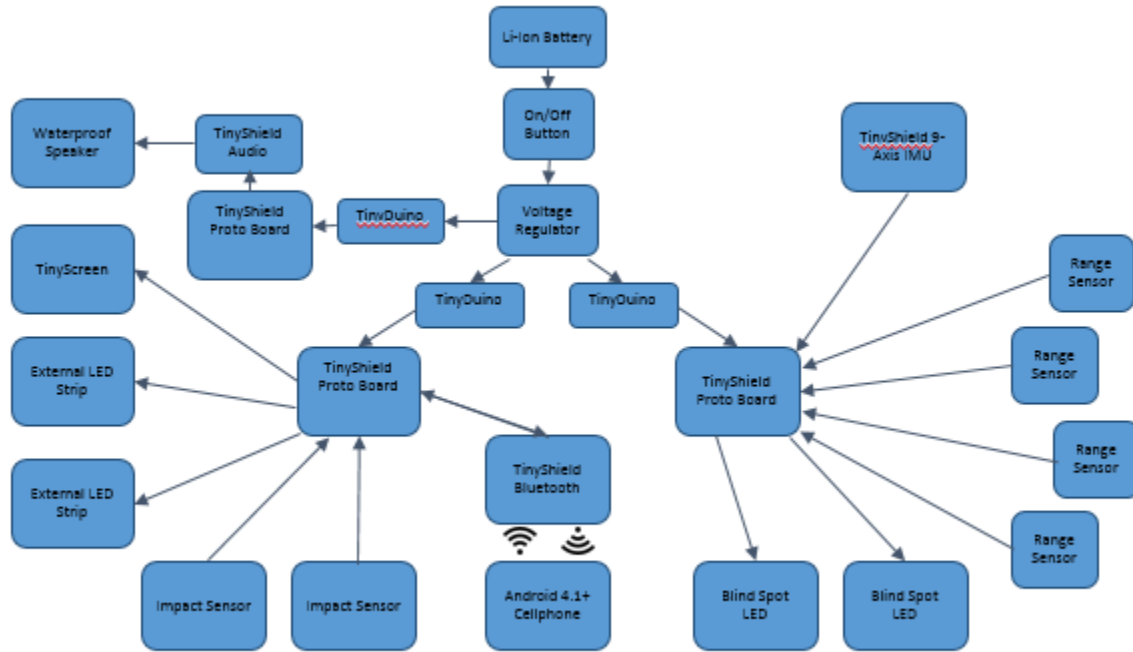 Li-Ion Battery
On/Off
Button
Waterproof
Speaker
TinyShield
Audio
TinyShield 9-
Axis IMU
TinyShield
Proto Board
TinyDuino
Voltage
Regulator
TinyScreen
Range
Sensor
TinyDuino
TinyDuino
External LED
Strip
TinyShield
Proto Board
TinyShield
Proto Board
Range
Sensor
Range
Sensor
External LED
Strip
TinyShield
Bluetooth
Range
Sensor
Impact Sensor
Impact Sensor
Android 4.1+
Cellphone
Blind Spot
LED
Blind Spot
LED